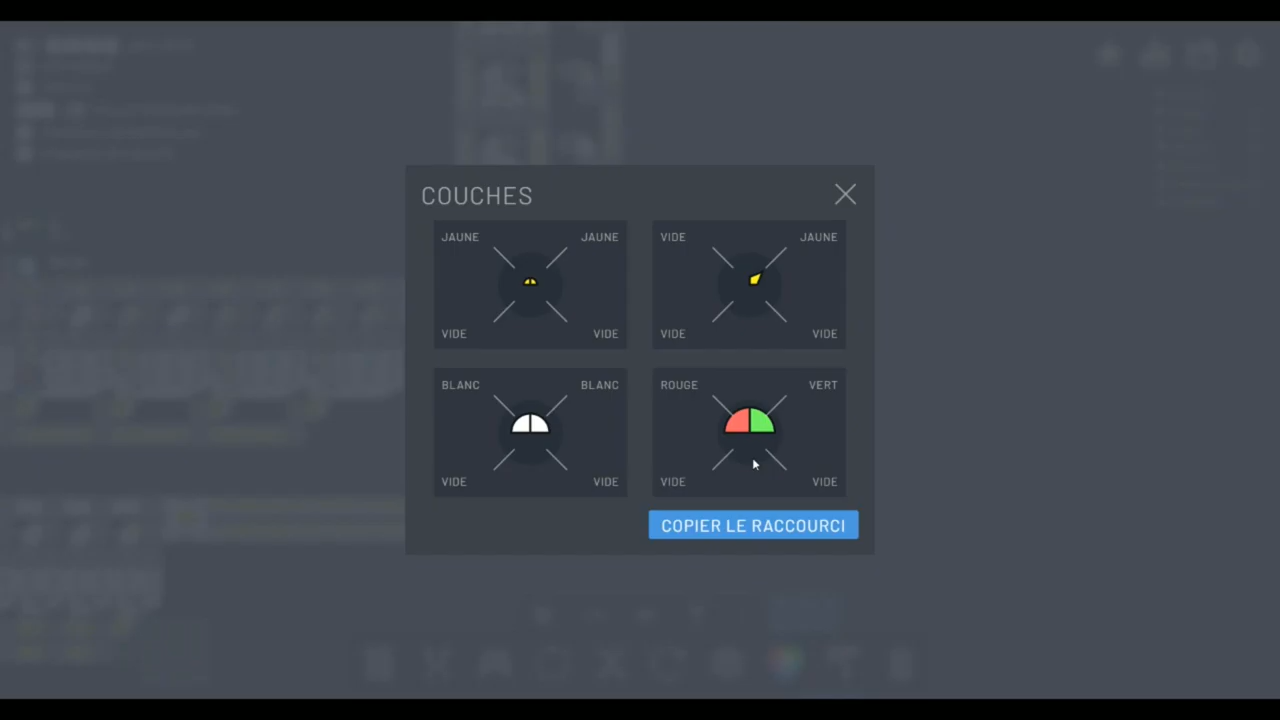 COUCHES
JAUNE JAUNE
VIDE VIDE
VIDE JAUNE
VIDE VIDE
BLANC BLANC
VIDE VIDE
ROUGE VERT
VIDE VIDE
COPIER LE RACCOURCI